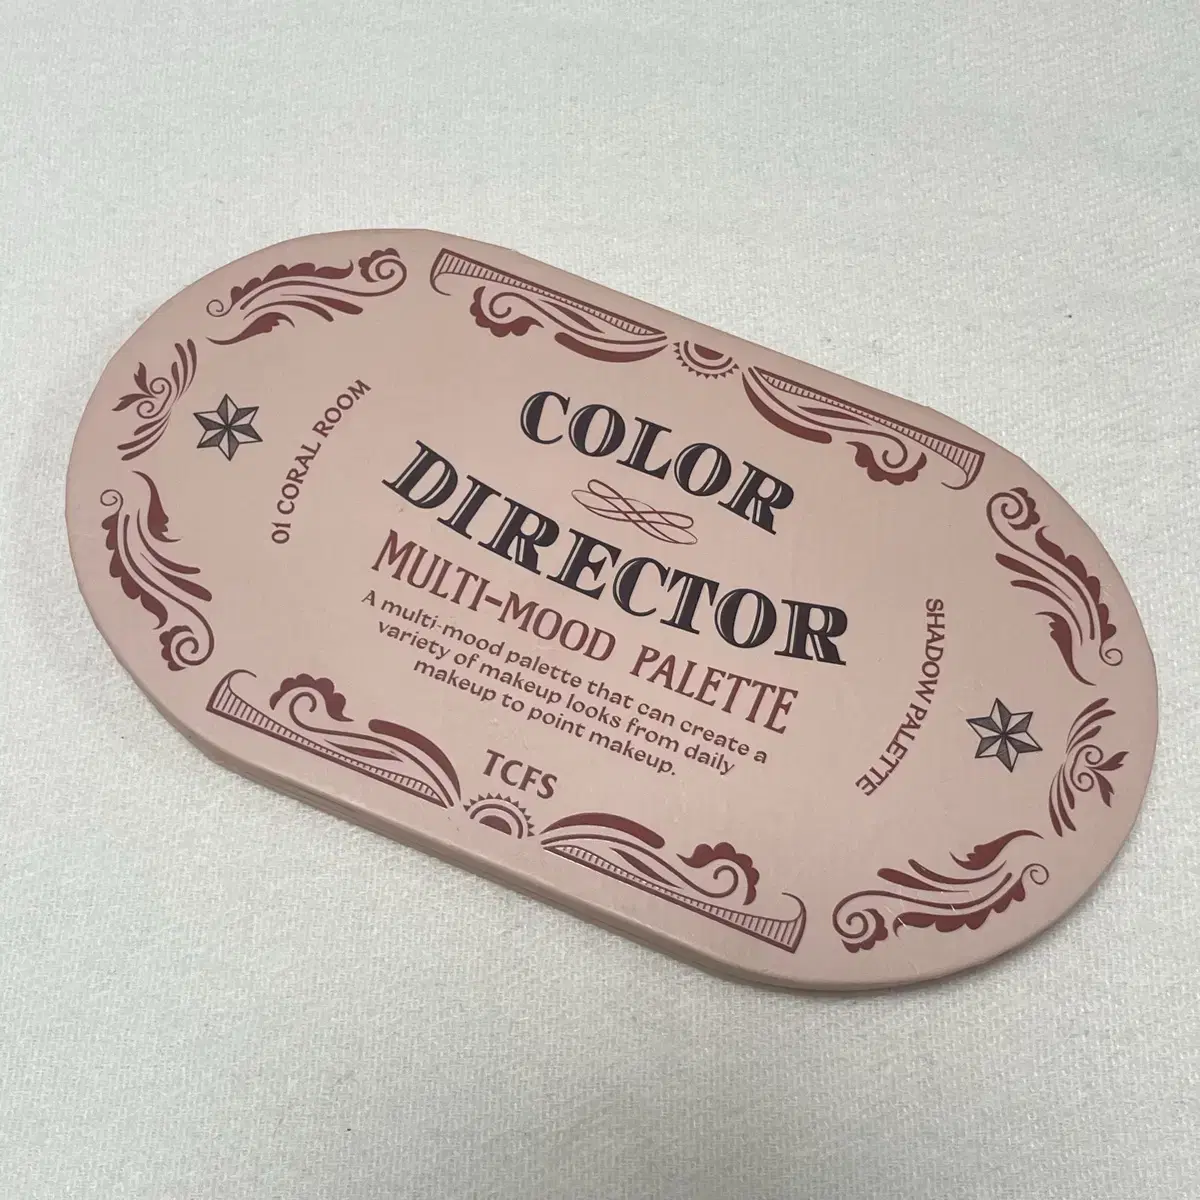 COLOR
DIRECTOR
MULTI-MOOD PALETTE
A multi-mood palette that can create a
variety of makeup looks from daily
makeup to point makeup.
TCFS
01 CORAL ROOM
SHADOW PALETTE